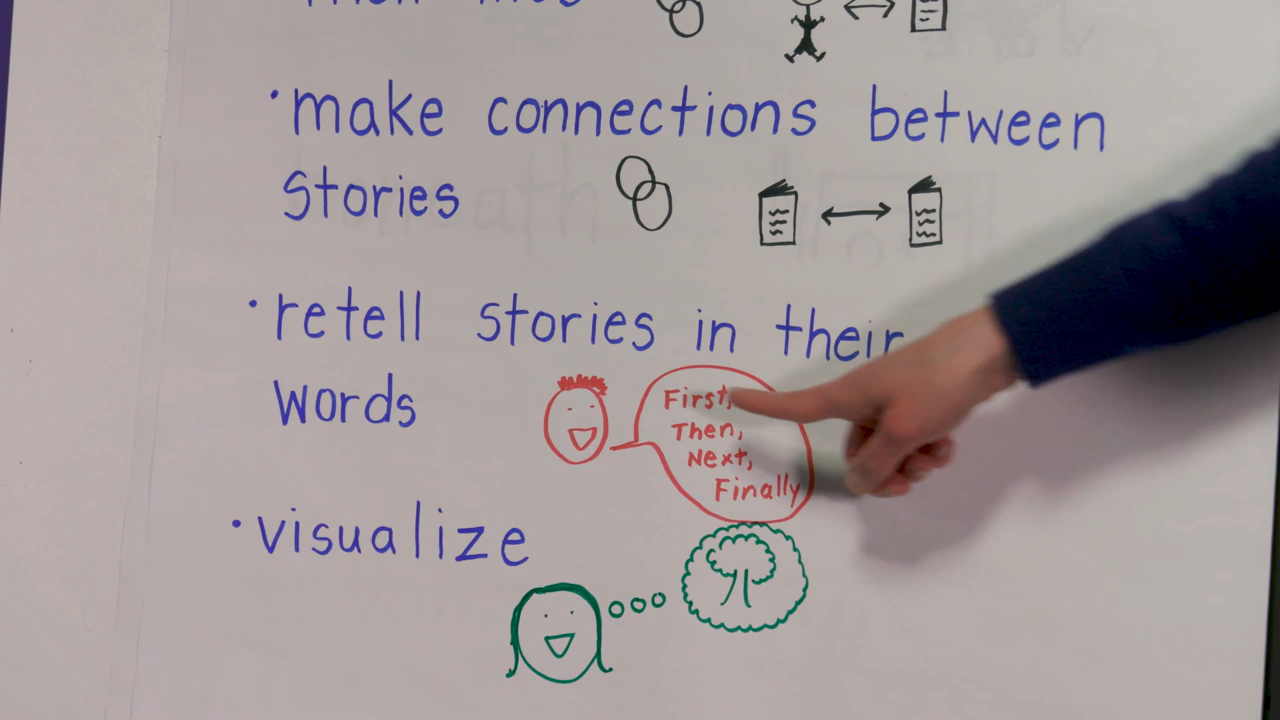 · make connections between
stories
· retell stories in their
words
First,
Then,
Next,
Finally
· visualize